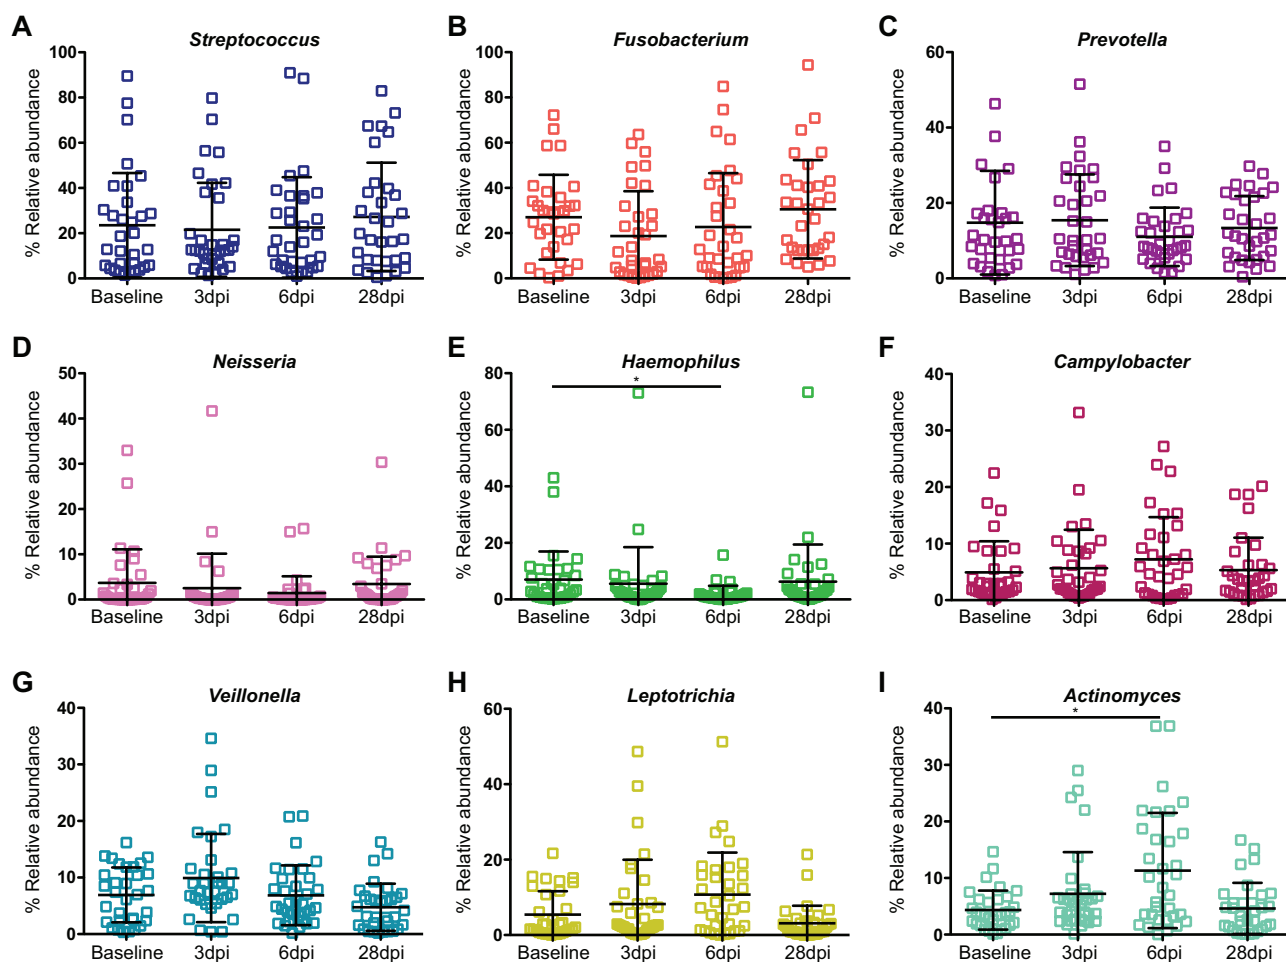 A
Streptococcus
% Relative abundance
100
80
60
40
20
0
Baseline 3dpi 6dpi 28dpi
B
Fusobacterium
% Relative abundance
100
80
60
40
20
0
Baseline 3dpi 6dpi 28dpi
C
Prevotella
% Relative abundance
60
40
20
0
Baseline 3dpi 6dpi 28dpi
D
Neisseria
% Relative abundance
50
40
30
20
10
0
Baseline 3dpi 6dpi 28dpi
E
Haemophilus
% Relative abundance
80
60
40
20
0
*
Baseline 3dpi 6dpi 28dpi
F
Campylobacter
% Relative abundance
40
30
20
10
0
Baseline 3dpi 6dpi 28dpi
G
Veillonella
% Relative abundance
40
30
20
10
0
Baseline 3dpi 6dpi 28dpi
H
Leptotrichia
% Relative abundance
60
40
20
0
Baseline 3dpi 6dpi 28dpi
I
Actinomyces
% Relative abundance
40
30
20
10
0
*
Baseline 3dpi 6dpi 28dpi